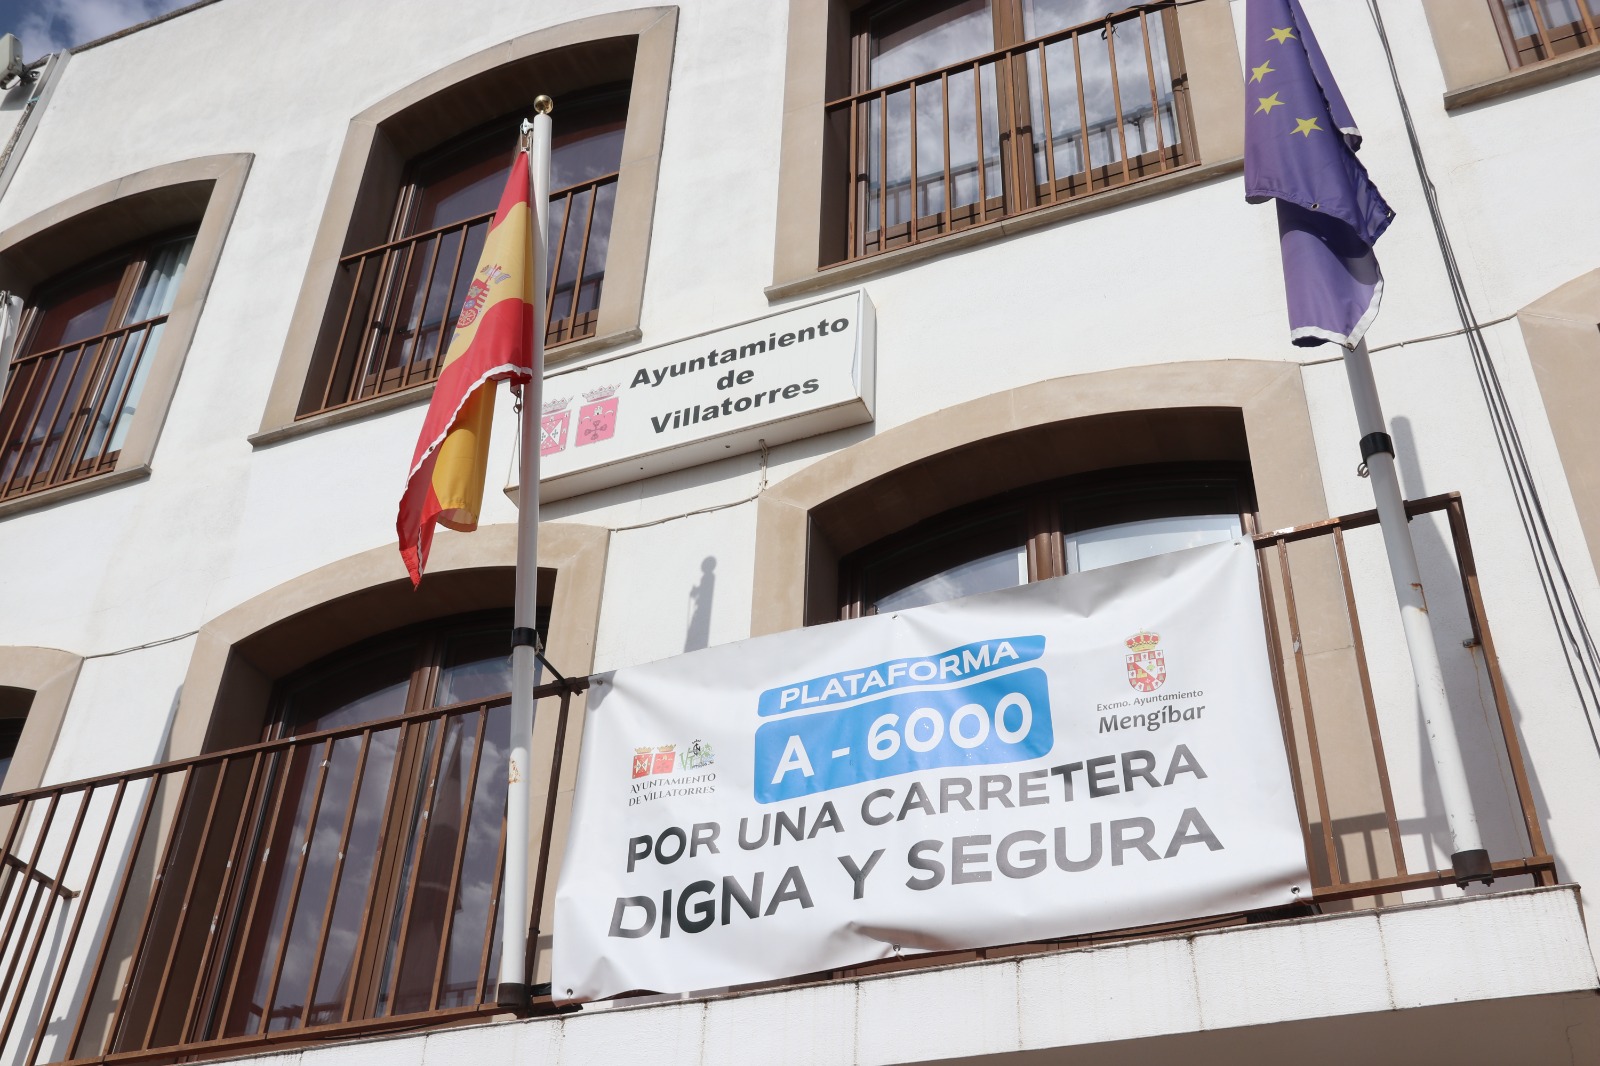 Ayuntamiento
de
Villatorres
PLATAFORMA
A - 6000
Excmo. Ayuntamiento
Mengíbar
AYUNTAMIENTO
DE VILLATORRES
POR UNA CARRETERA
DIGNA Y SEGURA